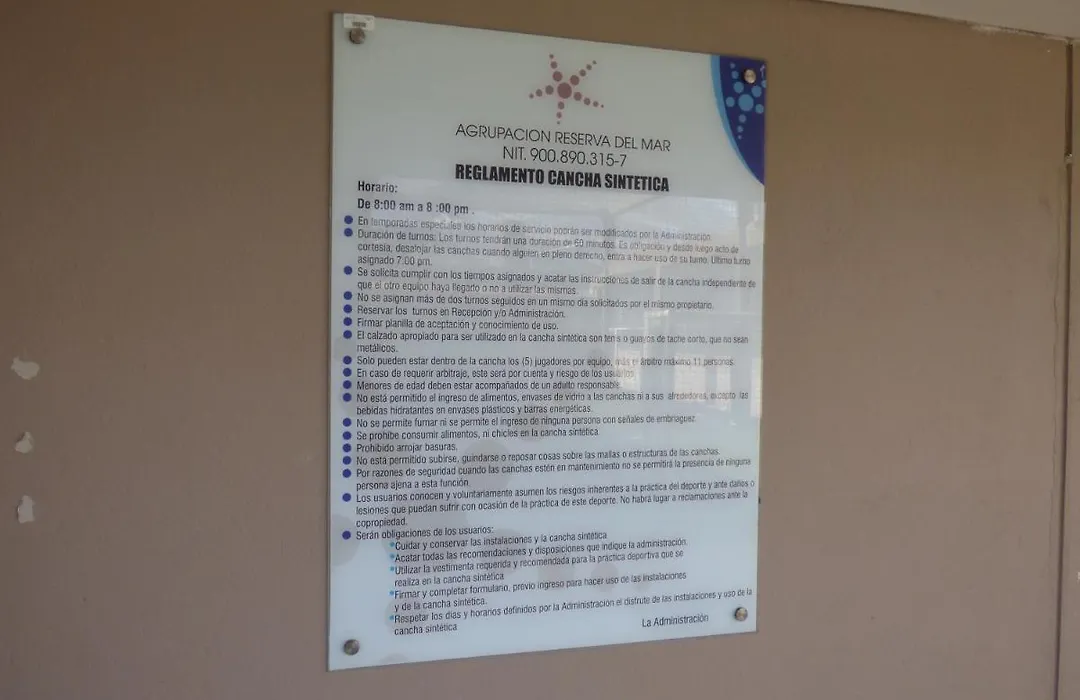 AGRUPACION RESERVA DEL MAR
NIT. 900.890.315-7
REGLAMENTO CANCHA SINTETICA
Horario:
De 8:00 am a 8 :00 pm .
En temporadas especiales los horarios de servicio podrán ser modificados por la Administración.
Duración de turnos: Los turnos tendrán una duración de 60 minutos. Es obligación y desde luego acto de
cortesía, desalojar las canchas cuando alguien en pleno derecho, entra a hacer uso de su turno. Ultimo turno
asignado 7:00 pm.
Se solicita cumplir con los tiempos asignados y acatar las instrucciones de salir de la cancha independiente de
que el otro equipo haya llegado o no a utilizar las mismas.
No se asignan más de dos turnos seguidos en un mismo día solicitados por el mismo propietario.
Reservar los turnos en Recepción y/o Administración.
Firmar planilla de aceptación y conocimiento de uso.
El calzado apropiado para ser utilizado en la cancha sintética son tenis o guayos de tache corto, que no sean
metálicos.
Solo pueden estar dentro de la cancha los (5) jugadores por equipo, más el árbitro máximo 11 personas.
En caso de requerir arbitraje, este será por cuenta y riesgo de los usuarios.
Menores de edad deben estar acompañados de un adulto responsable.
No está permitido el ingreso de alimentos, envases de vidrio a las canchas ni a sus alrededores, excepto las
bebidas hidratantes en envases plásticos y barras energéticas.
No se permite fumar ni se permite el ingreso de ninguna persona con señales de embriaguez.
Se prohíbe consumir alimentos, ni chicles en la cancha sintética.
Prohibido arrojar basuras.
No está permitido subirse, guindarse o reposar cosas sobre las mallas o estructuras de las canchas.
Por razones de seguridad cuando las canchas estén en mantenimiento no se permitirá la presencia de ninguna
persona ajena a esta función.
Los usuarios conocen y voluntariamente asumen los riesgos inherentes a la práctica del deporte y ante daños o
lesiones que puedan sufrir con ocasión de la práctica de este deporte. No habrá lugar a reclamaciones ante la
copropiedad.
Serán obligaciones de los usuarios:
*Cuidar y conservar las instalaciones y la cancha sintética
*Acatar todas las recomendaciones y disposiciones que indique la administración.
*Utilizar la vestimenta requerida y recomendada para la práctica deportiva que se
realiza en la cancha sintética
*Firmar y completar formulario, previo ingreso para hacer uso de las instalaciones
y de la cancha sintética.
*Respetar los días y horarios definidos por la Administracion el disfrute de las instalaciones y uso de la
cancha sintética
La Administración